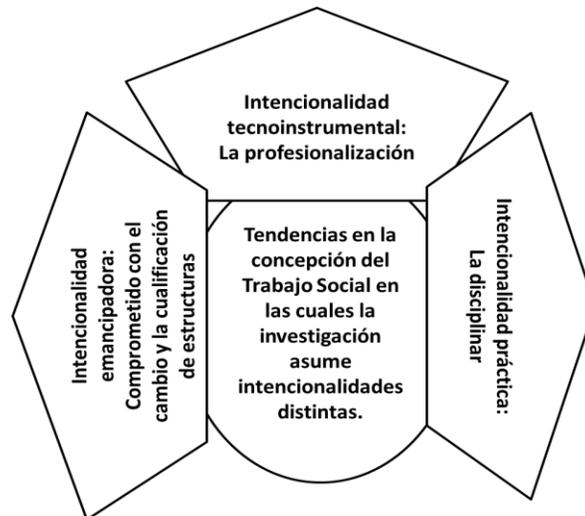 Intencionalidad
tecnoinstrumental:
La profesionalización
Intencionalidad
emancipadora:
Comprometido con el
cambio y la cualificación
de estructuras
Tendencias en la
concepción del
Trabajo Social en
las cuales la
investigación
asume
intencionalidades
distintas.
Intencionalidad práctica:
La disciplinar